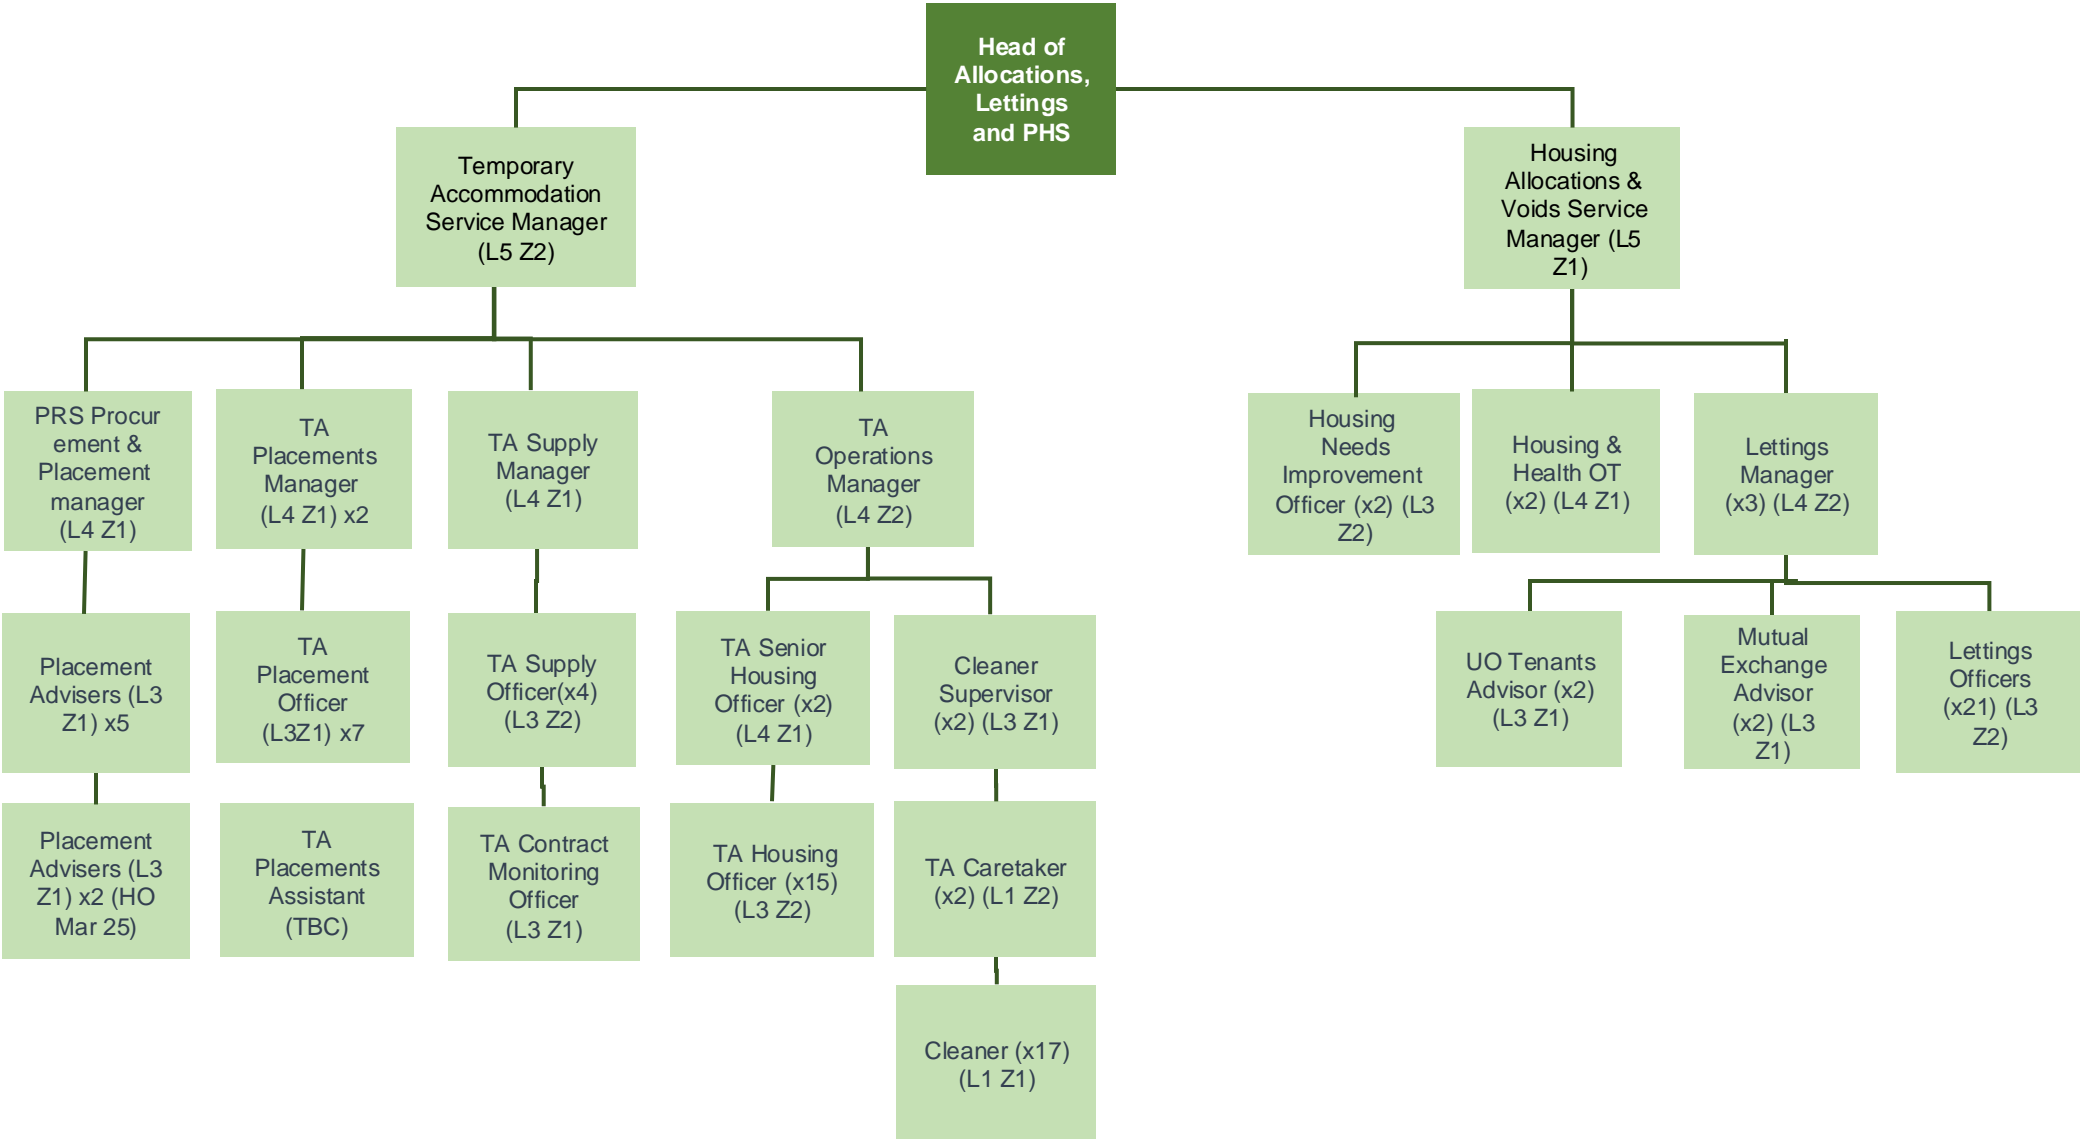 Head of
Allocations,
Lettings
and PHS
Temporary
Accommodation
Service Manager
(L5 Z2)
Housing
Allocations &
Voids Service
Manager (L5
Z1)
PRS Procur
ement &
Placement
manager
(L4 Z1)
TA
Placements
Manager
(L4 Z1) x2
TA Supply
Manager
(L4 Z1)
TA
Operations
Manager
(L4 Z2)
Housing
Needs
Improvement
Officer (x2) (L3
Z2)
Housing &
Health OT
(x2) (L4 Z1)
Lettings
Manager
(x3) (L4 Z2)
Placement
Advisers (L3
Z1) x5
TA
Placement
Officer
(L3Z1) x7
TA Supply
Officer(x4)
(L3 Z2)
TA Senior
Housing
Officer (x2)
(L4 Z1)
Cleaner
Supervisor
(x2) (L3 Z1)
UO Tenants
Advisor (x2)
(L3 Z1)
Mutual
Exchange
Advisor
(x2) (L3
Z1)
Lettings
Officers
(x21) (L3
Z2)
Placement
Advisers (L3
Z1) x2 (HO
Mar 25)
TA
Placements
Assistant
(TBC)
TA Contract
Monitoring
Officer
(L3 Z1)
TA Housing
Officer (x15)
(L3 Z2)
TA Caretaker
(x2) (L1 Z2)
Cleaner (x17)
(L1 Z1)